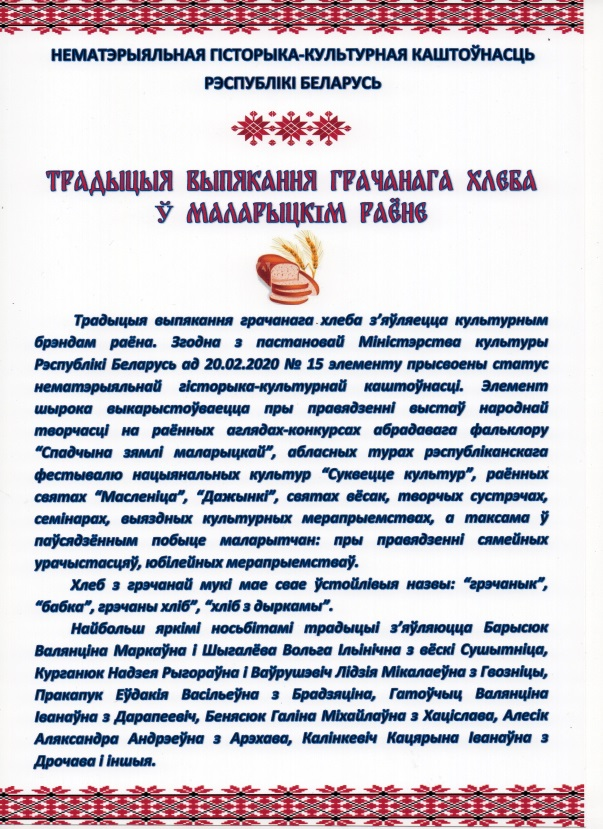 НЕМАТЭРЫЯЛЬНАЯ ГІСТОРЫКА-КУЛЬТУРНАЯ КАШТОЎНАСЦЬ
РЭСПУБЛІКІ БЕЛАРУСЬ
ТРАДЫЦЫЯ ВЫПЯКАННЯ ГРАЧАНАГА ХЛЕБА
Ў МАЛАРЫЦКІМ РАЁНЕ
Традыцыя выпякання грачанага хлеба з’яўляецца культурным
брэндам раёна. Згодна з пастановай Міністэрства культуры
Рэспублікі Беларусь ад 20.02.2020 № 15 элементу прысвоены статус
нематэрыяльнай гісторыка-культурнай каштоўнасці. Элемент
шырока выкарыстоўваецца пры правядзенні выстаў народнай
творчасці на раённых аглядах-конкурсах абрадавага фальклору
“Спадчына зямлі маларыцкай”, абласных турах рэспубліканскага
фестывалю нацыянальных культур “Суквецце культур”, раённых
святах “Масленіца”, “Дажынкі”, святах вёсак, творчых сустрэчах,
семінарах, выязных культурных мерапрыемствах, а таксама ў
паўсядзённым побыце маларытчан: пры правядзенні сямейных
урачыстасцяў, юбілейных мерапрыемстваў.
Хлеб з грэчанай мукі мае свае ўстойлівыя назвы: “грэчанык”,
“бабка”, грэчаны хліб”, “хліб з дыркамы”.
Найбольш яркімі носьбітамі традыцыі з’яўляюцца Барысюк
Валянціна Маркаўна і Шыгалёва Вольга Ільінічна з вёскі Сушытніца,
Курганюк Надзея Рыгораўна і Ваўрушэвіч Лідзія Мікалаеўна з Гвозніцы,
Пракапук Еўдакія Васільеўна з Брадзяціна, Гатоўчыц Валянціна
Іванаўна з Дарапеевіч, Бенясюк Галіна Міхайлаўна з Хаціслава, Алесік
Аляксандра Андрэеўна з Арэхава, Калінкевіч Кацярына Іванаўна з
Дрочава і іншыя.